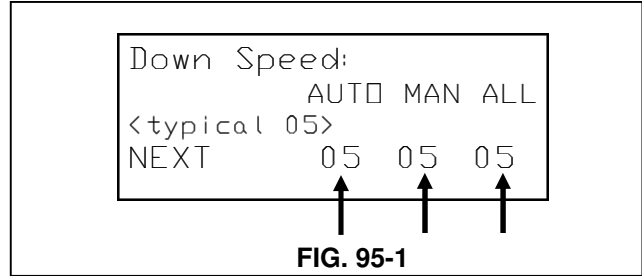 Down Speed:
AUTO MAN ALL
<typical 05>
NEXT 05 05 05
FIG. 95-1